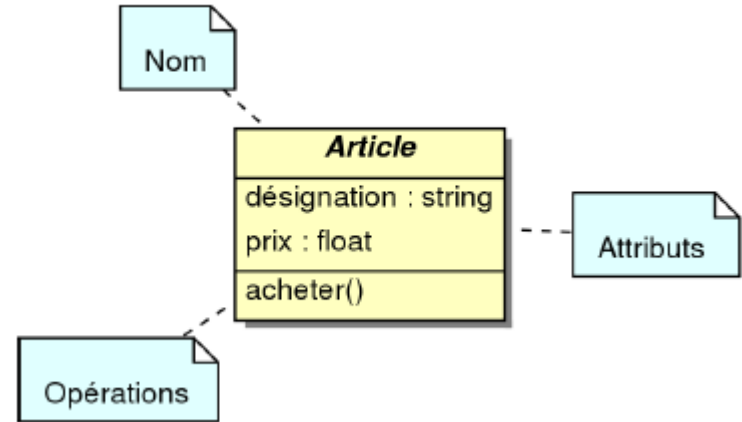 Nom
Article
désignation : string
prix : float
Attributs
acheter()
Opérations